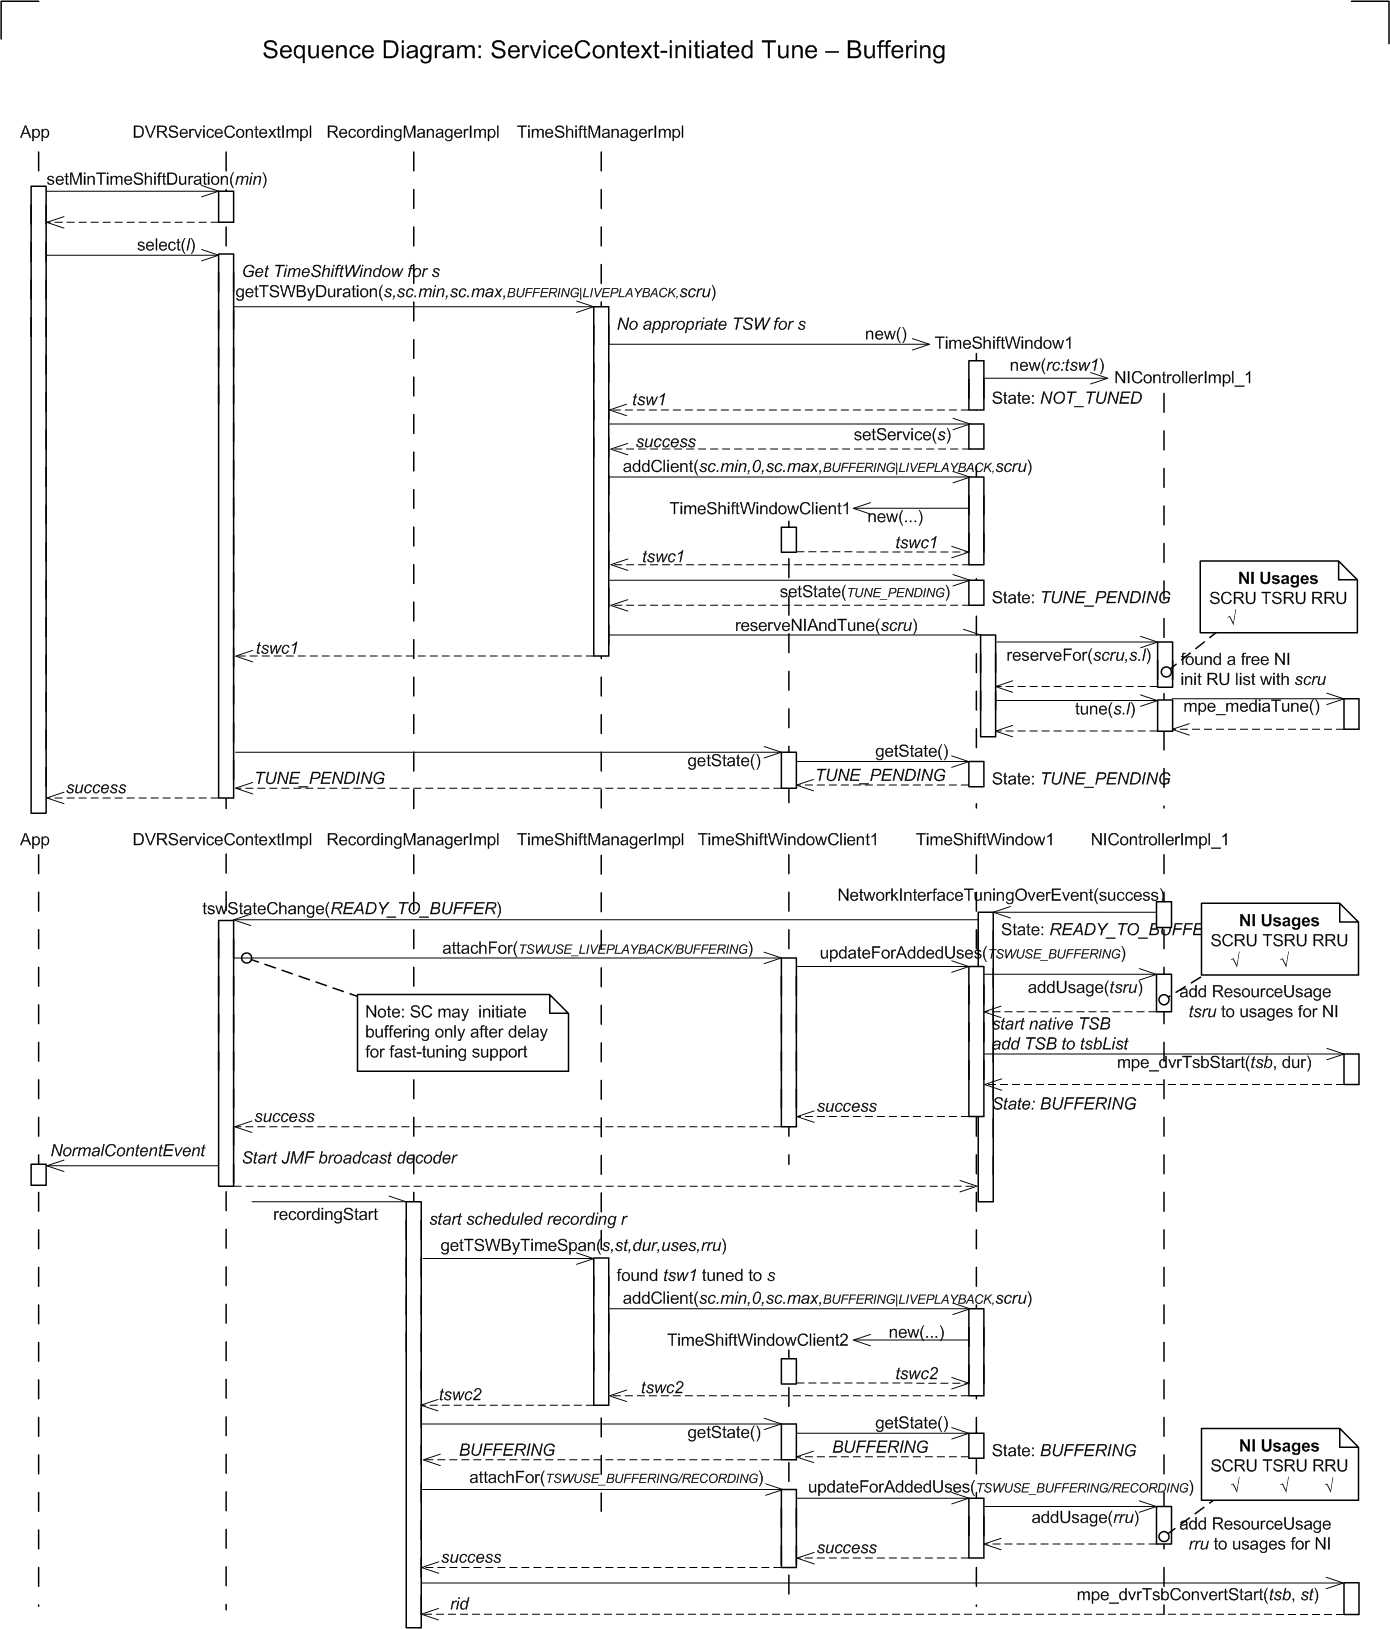 Sequence Diagram: ServiceContext-initiated Tune – Buffering
App DVRServiceContextImpl RecordingManagerImpl TimeShiftManagerImpl
setMinTimeShiftDuration(min)
select(l)
Get TimeShiftWindow for s
getTSWByDuration(s,sc.min,sc.max,BUFFERING|LIVEPLAYBACK,scru)
No appropriate TSW for s
new()
TimeShiftWindow1
new(rc:tsw1)
NIControllerImpl_1
State: NOT_TUNED
tsw1
setService(s)
success
addClient(sc.min,0,sc.max,BUFFERING|LIVEPLAYBACK,scru)
TimeShiftWindowClient1
new(...)
tswc1
tswc1
setState(TUNE_PENDING)
State: TUNE_PENDING
NI Usages
SCRU TSRU RRU
√
reserveNIAndTune(scru)
tswc1
reserveFor(scru,s.l)
found a free NI
init RU list with scru
tune(s.l)
mpe_mediaTune()
getState()
getState()
TUNE_PENDING
TUNE_PENDING
State: TUNE_PENDING
success
App DVRServiceContextImpl RecordingManagerImpl TimeShiftManagerImpl TimeShiftWindowClient1 TimeShiftWindow1 NIControllerImpl_1
NetworkInterfaceTuningOverEvent(success)
tswStateChange(READY_TO_BUFFER)
State: READY_TO_BUFFE
NI Usages
SCRU TSRU RRU
√ √
attachFor(TSWUSE_LIVEPLAYBACK/BUFFERING)
updateForAddedUses(TSWUSE_BUFFERING)
addUsage(tsru)
add ResourceUsage
tsru to usages for NI
Note: SC may initiate
buffering only after delay
for fast-tuning support
start native TSB
add TSB to tsbList
mpe_dvrTsbStart(tsb, dur)
State: BUFFERING
success
success
NormalContentEvent
Start JMF broadcast decoder
recordingStart
start scheduled recording r
getTSWByTimeSpan(s,st,dur,uses,rru)
found tsw1 tuned to s
addClient(sc.min,0,sc.max,BUFFERING|LIVEPLAYBACK,scru)
TimeShiftWindowClient2
new(...)
tswc2
tswc2
tswc2
getState()
getState()
BUFFERING
BUFFERING
State: BUFFERING
NI Usages
SCRU TSRU RRU
√ √ √
attachFor(TSWUSE_BUFFERING/RECORDING)
updateForAddedUses(TSWUSE_BUFFERING/RECORDING)
addUsage(rru)
add ResourceUsage
rru to usages for NI
success
success
mpe_dvrTsbConvertStart(tsb, st)
rid